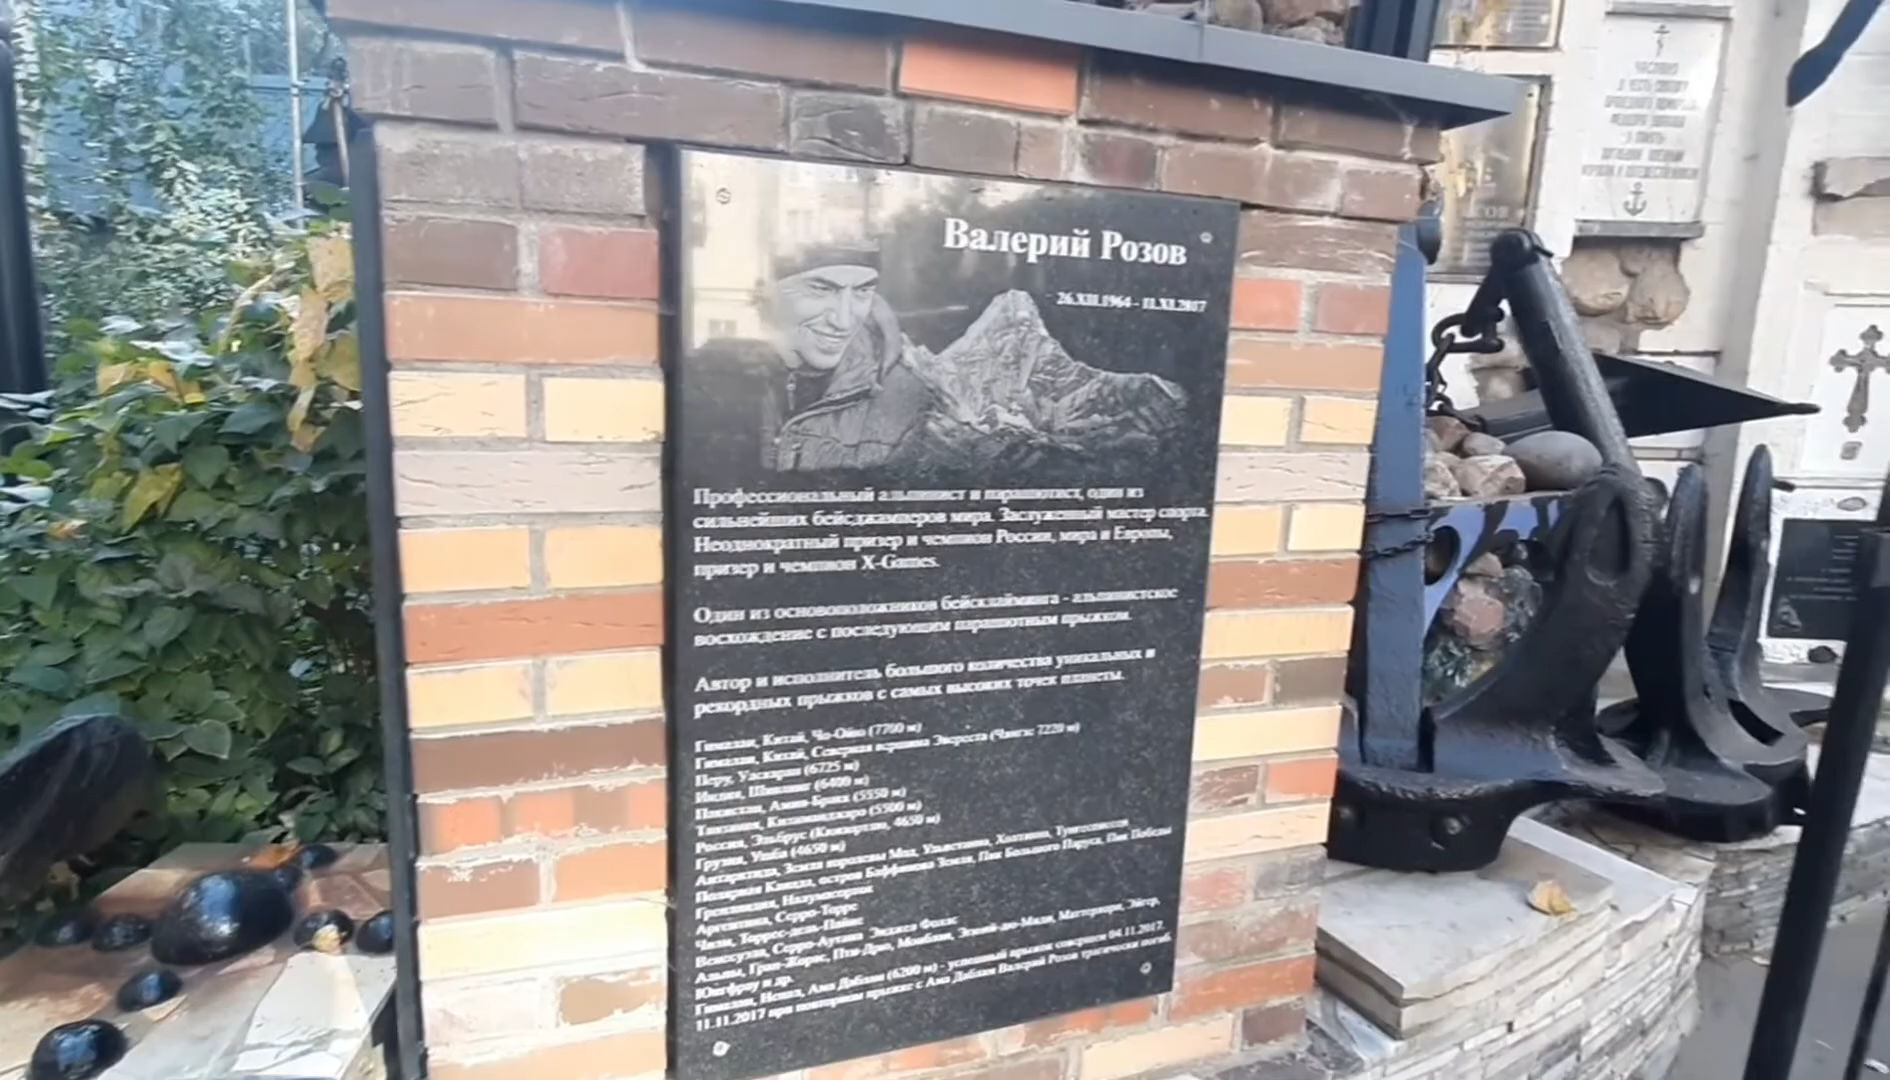 Валерий Розов
26.XII.1964 - 11.XI.2017
Профессиональный альпинист и парашютист, один из
сильнейших бейсджамперов мира. Заслуженный мастер спорта.
Неоднократный призер и чемпион России, мира и Европы,
призер и чемпион X-Games.
Один из основоположников бейсклаймминга - альпинистское
восхождение с последующим парашютным прыжком.
Автор и исполнитель большого количества уникальных и
рекордных прыжков с самых высоких точек планеты.
Гималаи, Китай, Чо-Ойю (7700 м)
Гималаи, Китай, Северная вершина Эвереста (Чангзе 7220 м)
Перу, Уаскаран (6725 м)
Индия, Шивлинг (6400 м)
Пакистан, Амин-Бракк (5550 м)
Танзания, Килиманджаро (5500 м)
Россия, Эльбрус (4650 м)
Грузия, Ушба (4650 м)
Антарктида, Земля королевы Мод, Ульветанна, Холтанна, Тунгесписсен
Полярная Канада, остров Баффинова Земля, Пик Большого Паруса, Пик Победы
Гренландия, Налумасорток
Аргентина, Серро-Торре
Чили, Торрес-дель-Пайне
Венесуэла, Серро-Аутана Энджел Фоллс
Альпы, Гран-Жорас, Пти-Дрю, Монблан, Эгюий-дю-Миди, Маттерхорн, Эйгер,
Юнгфрау и др.
Гималаи, Непал, Ама Даблам (6200 м) - успешный прыжок совершен 04.11.2017.
11.11.2017 при повторном прыжке с Ама Даблам Валерий Розов трагически погиб.
ЧАСОВНЯ